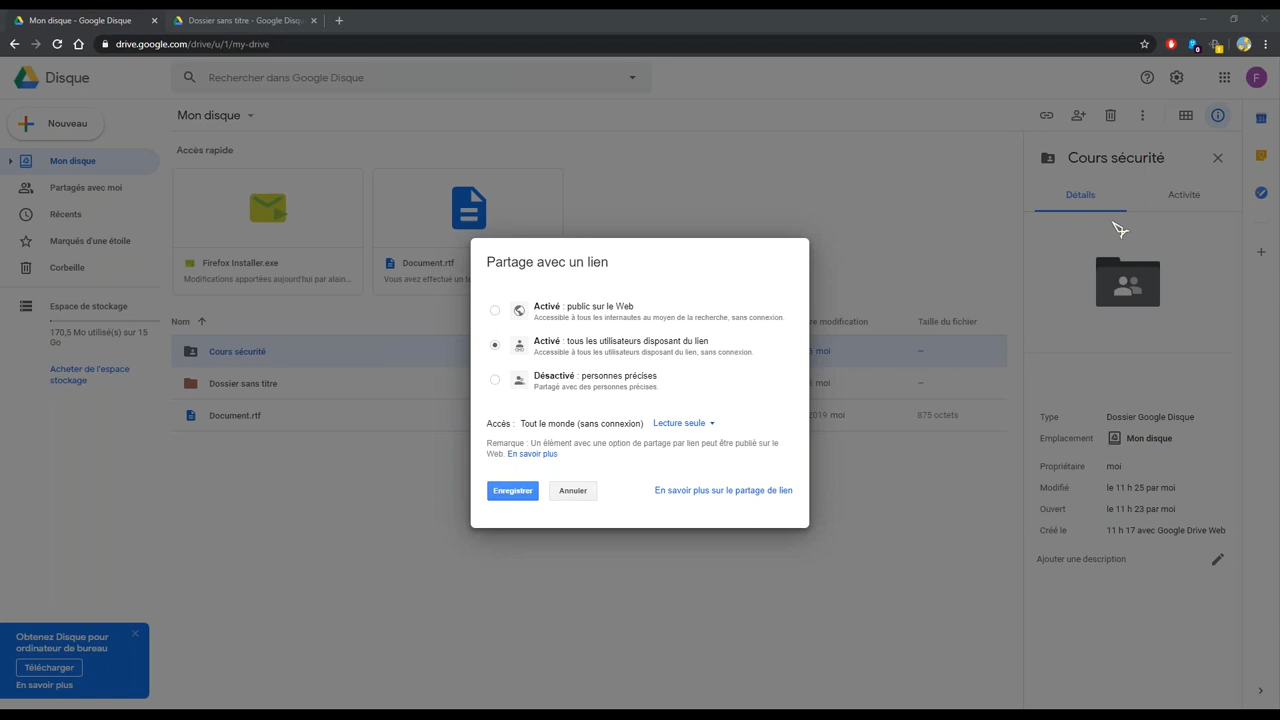 Mon disque - Google Disque
Dossier sans titre - Google Disqu
drive.google.com/drive/u/1/my-drive
0
Disque
Rechercher dans Google Disque
F
Nouveau
Mon disque
Cours sécurité
Mon disque
Partagés avec moi
Récents
Marqués d'une étoile
Corbeille
Espace de stockage
170,5 Mo utilisé(s) sur 15
Go
Acheter de l'espace
stockage
Accès rapide
Firefox Installer.exe
Modifications apportées aujourd'hui par alain...
Document.rtf
Vous avez effectué un te
Nom
re modification
Taille du fichier
Cours sécurité
moi
–
Dossier sans titre
moi
–
Document.rtf
2019 moi
875 octets
Partage avec un lien
Activé : public sur le Web
Accessible à tous les internautes au moyen de la recherche, sans connexion.
Activé : tous les utilisateurs disposant du lien
Accessible à tous les utilisateurs disposant du lien, sans connexion.
Désactivé : personnes précises
Partagé avec des personnes précises.
Accès : Tout le monde (sans connexion) Lecture seule
Remarque : Un élément avec une option de partage par lien peut être publié sur le
Web. En savoir plus
Enregistrer
Annuler
En savoir plus sur le partage de lien
Détails
Activité
Type
Dossier Google Disque
Emplacement
Mon disque
Propriétaire
moi
Modifié
le 11 h 25 par moi
Ouvert
le 11 h 23 par moi
Créé le
11 h 17 avec Google Drive Web
Ajouter une description
Obtenez Disque pour
ordinateur de bureau
Télécharger
En savoir plus